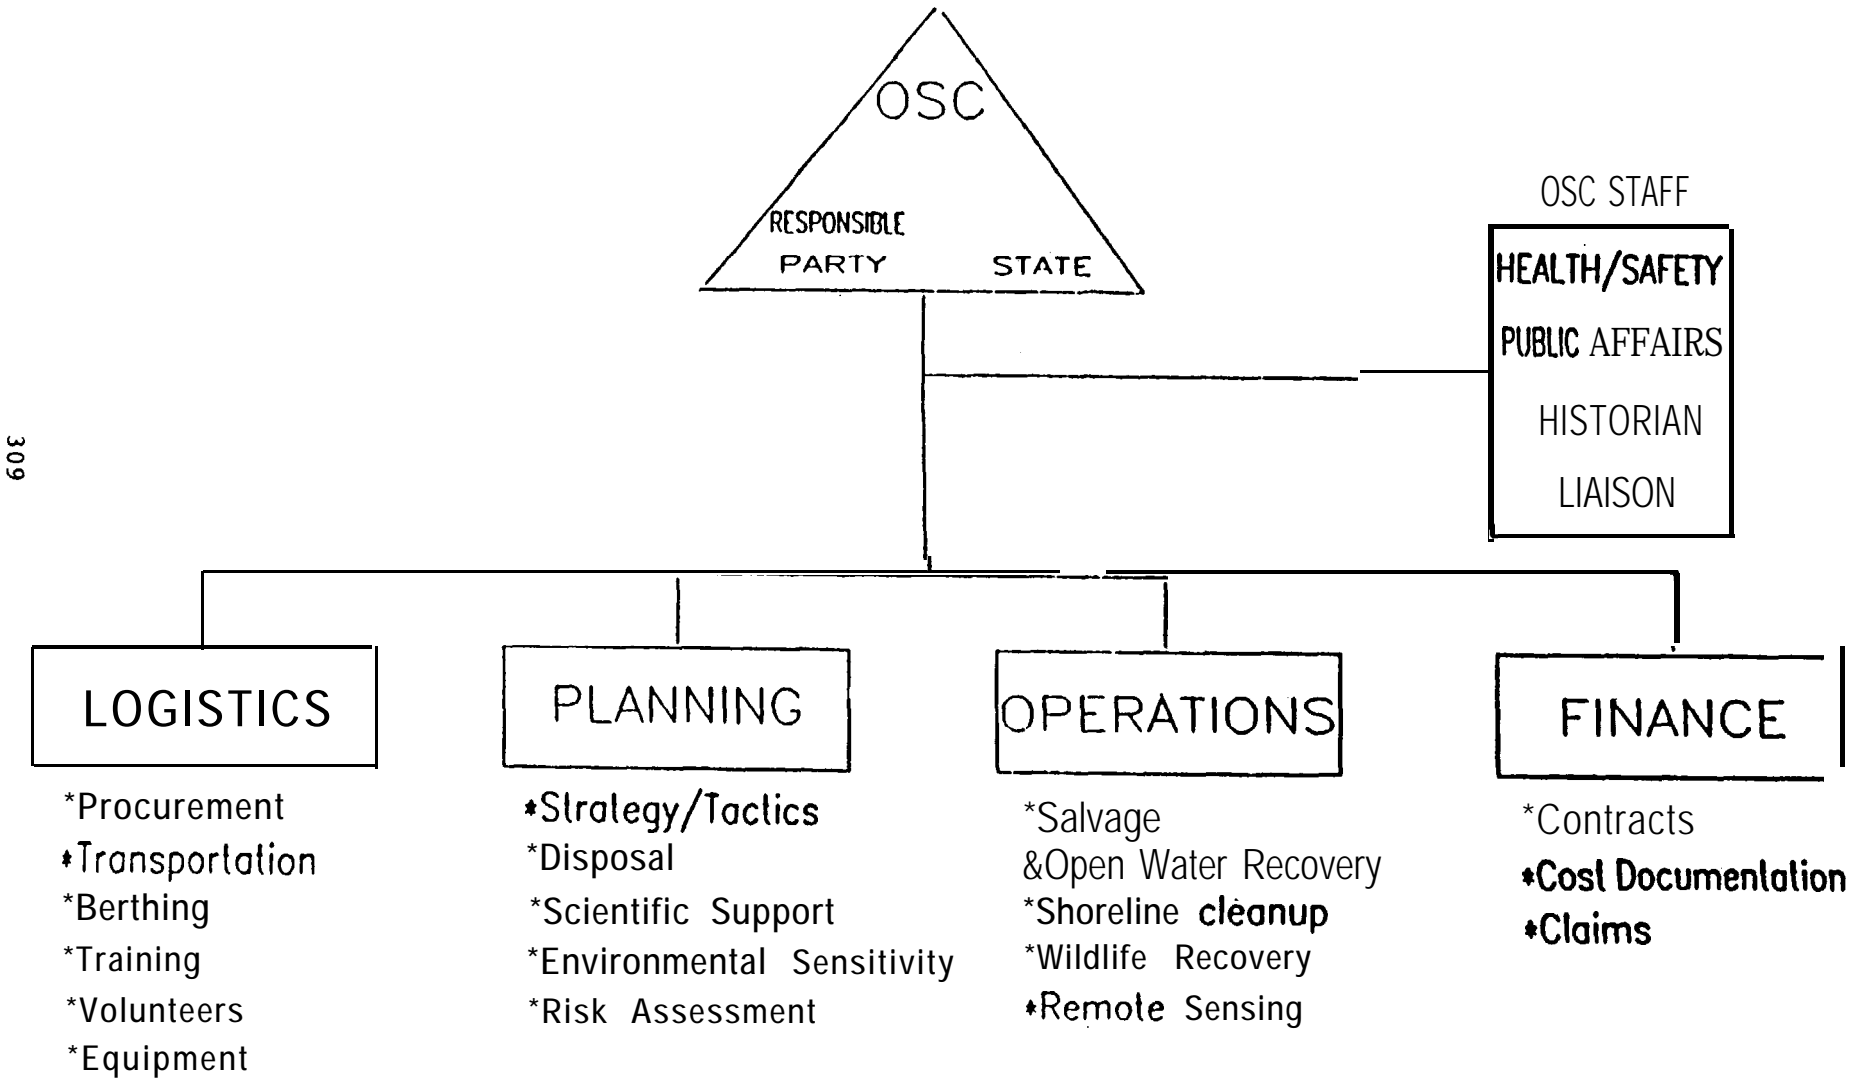 OSC
RESPONSIBLE
PARTY
STATE
OSC STAFF
HEALTH/SAFETY
PUBLIC AFFAIRS
HISTORIAN
LIAISON
309
LOGISTICS
*Procurement
*Transportation
*Berthing
*Training
*Volunteers
*Equipment
PLANNING
*Strategy/Tactics
*Disposal
*Scientific Support
*Environmental Sensitivity
*Risk Assessment
OPERATIONS
*Salvage
&Open Water Recovery
*Shoreline cleanup
*Wildlife Recovery
*Remote Sensing
FINANCE
*Contracts
*Cost Documentation
*Claims